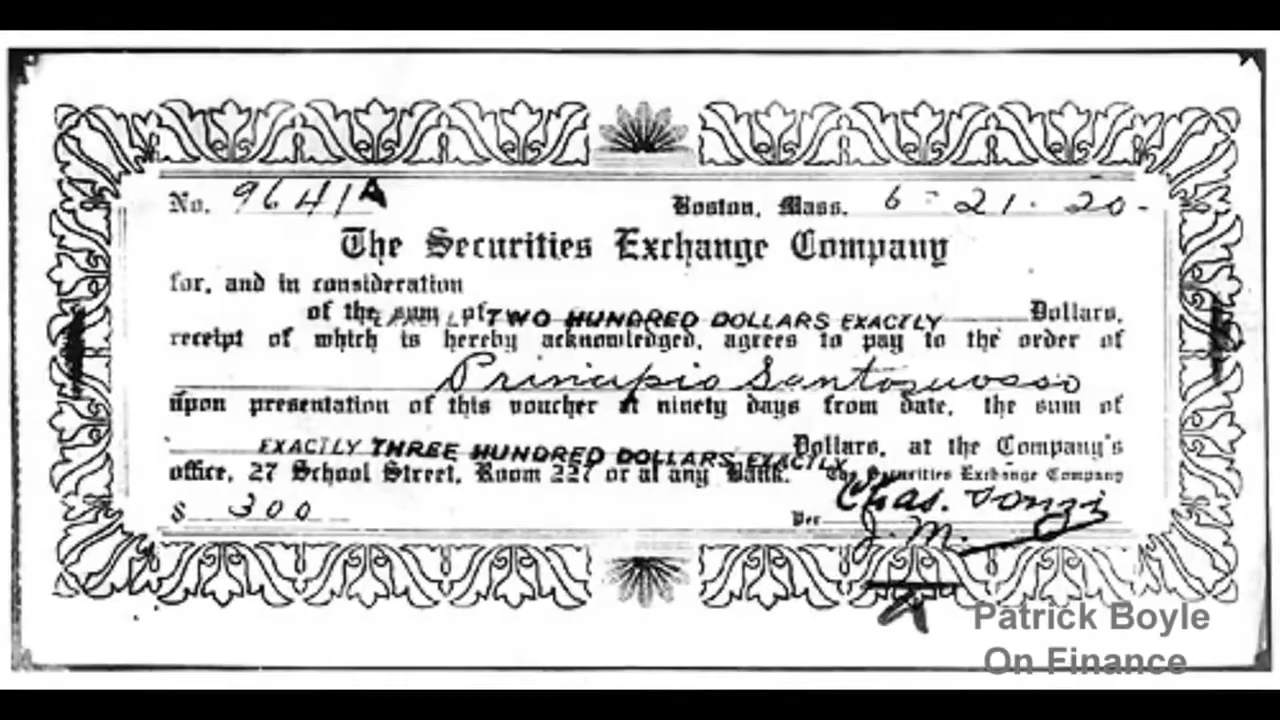 No. 9641A Boston, Mass. 6-21-20-
The Securities Exchange Company
for, and in consideration
of the sum of EXACTLY TWO HUNDRED DOLLARS EXACTLY Dollars,
receipt of which is hereby acknowledged, agrees to pay to the order of
Principio Santosuosso
upon presentation of this voucher at ninety days from date, the sum of
EXACTLY THREE HUNDRED DOLLARS EXACTLY Dollars, at the Company's
office, 27 School Street, Room 227 or at any Bank. The Securities Exchange Company
$ 300 Per Chas. Ponzi
J. M.
Patrick Boyle
On Finance